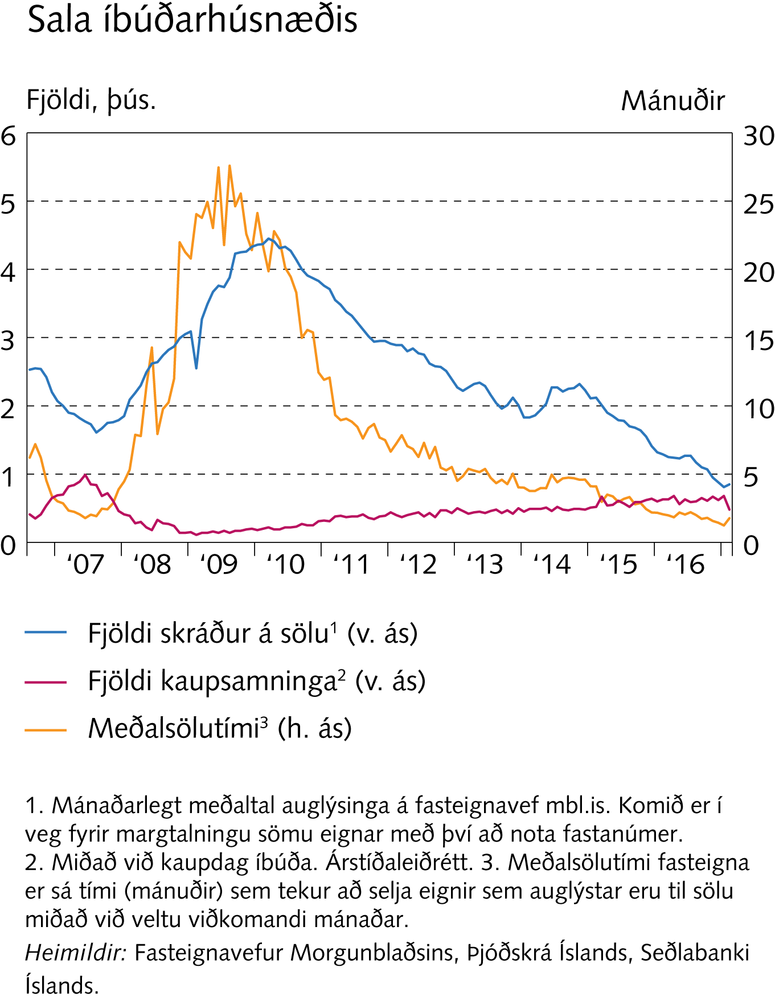 Sala íbúðarhúsnæðis
Fjöldi, þús.
Mánuðir
6
30
5
25
4
20
3
15
2
10
1
5
0
0
‘07 ‘08 ‘09 ‘10 ‘11 ‘12 ‘13 ‘14 ‘15 ‘16
Fjöldi skráður á sölu¹ (v. ás)
Fjöldi kaupsamninga² (v. ás)
Meðalsölutími³ (h. ás)
1. Mánaðarlegt meðaltal auglýsinga á fasteignavef mbl.is. Komið er í
veg fyrir margtalningu sömu eignar með því að nota fastanúmer.
2. Miðað við kaupdag íbúða. Árstíðaleiðrétt. 3. Meðalsölutími fasteigna
er sá tími (mánuðir) sem tekur að selja eignir sem auglýstar eru til sölu
miðað við veltu viðkomandi mánaðar.
Heimildir: Fasteignavefur Morgunblaðsins, Þjóðskrá Íslands, Seðlabanki
Íslands.